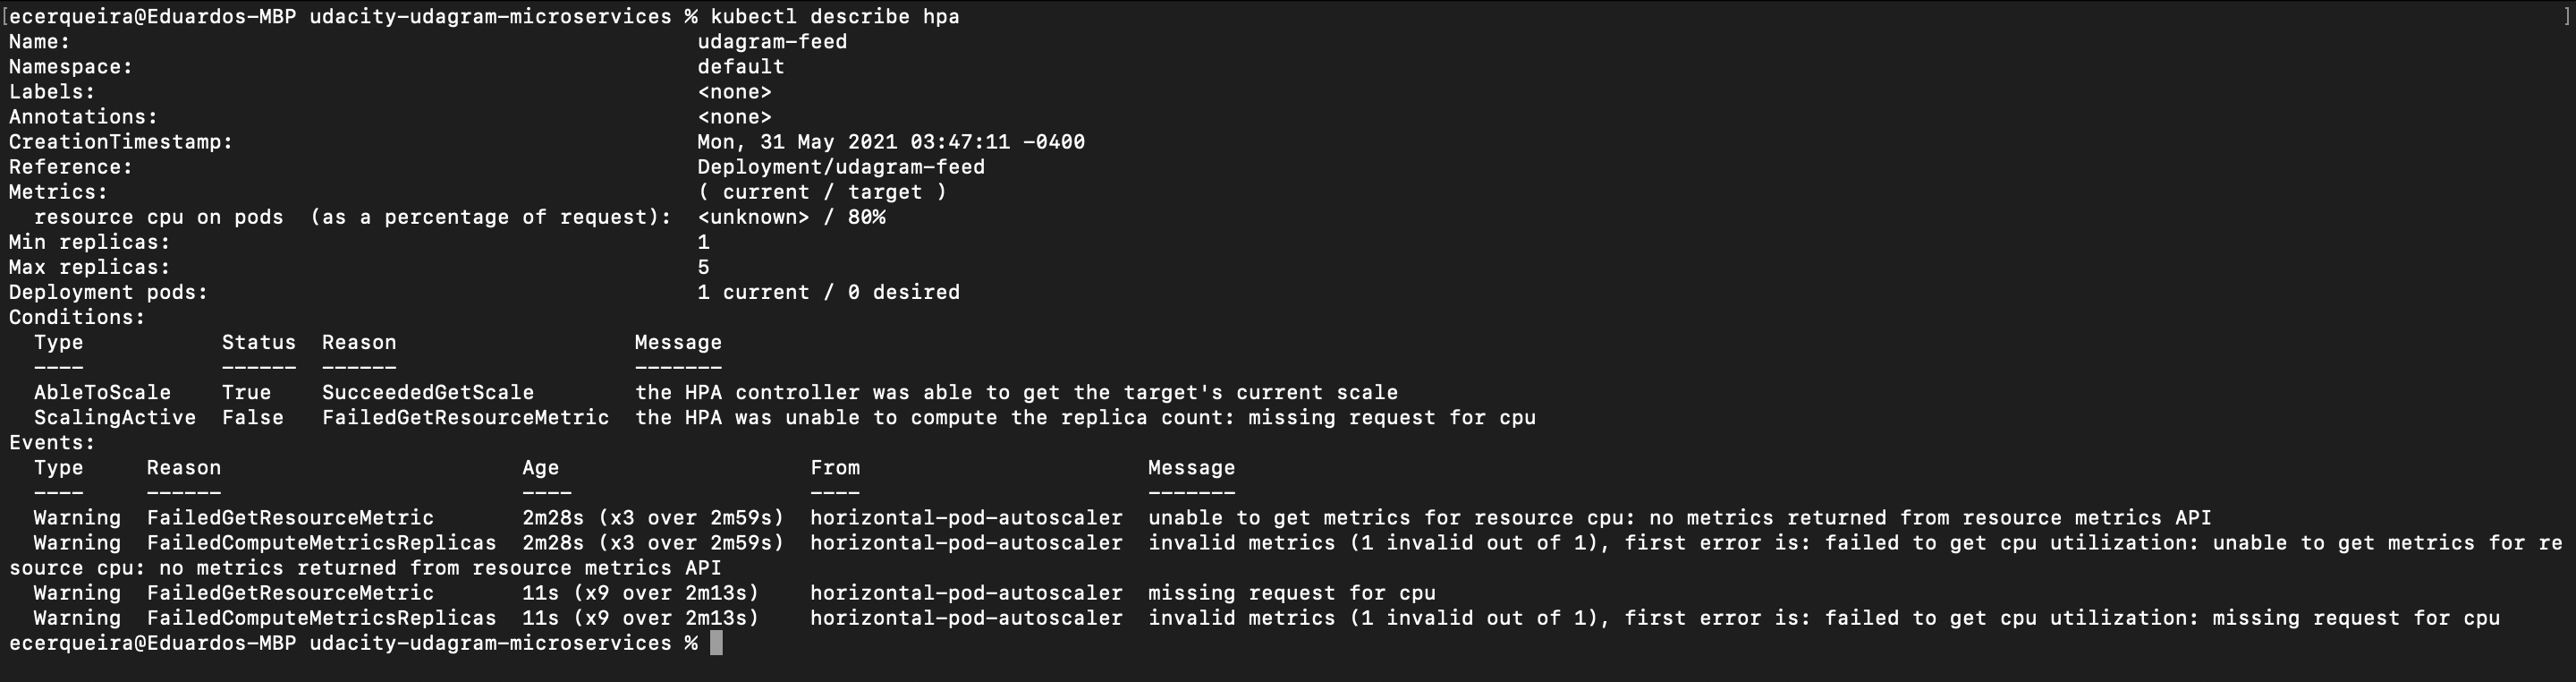 [ecerqueira@Eduardos-MBP udacity-udagram-microservices % kubectl describe hpa ]
Name:                                                  udagram-feed
Namespace:                                             default
Labels:                                                <none>
Annotations:                                           <none>
CreationTimestamp:                                     Mon, 31 May 2021 03:47:11 -0400
Reference:                                             Deployment/udagram-feed
Metrics:                                               ( current / target )
  resource cpu on pods  (as a percentage of request):  <unknown> / 80%
Min replicas:                                          1
Max replicas:                                          5
Deployment pods:                                       1 current / 0 desired
Conditions:
  Type           Status  Reason                   Message
  ----           ------  ------                   -------
  AbleToScale    True    SucceededGetScale        the HPA controller was able to get the target's current scale
  ScalingActive  False   FailedGetResourceMetric  the HPA was unable to compute the replica count: missing request for cpu
Events:
  Type     Reason                        Age                    From                       Message
  ----     ------                        ----                   ----                       -------
  Warning  FailedGetResourceMetric       2m28s (x3 over 2m59s)  horizontal-pod-autoscaler  unable to get metrics for resource cpu: no metrics returned from resource metrics API
  Warning  FailedComputeMetricsReplicas  2m28s (x3 over 2m59s)  horizontal-pod-autoscaler  invalid metrics (1 invalid out of 1), first error is: failed to get cpu utilization: unable to get metrics for re
source cpu: no metrics returned from resource metrics API
  Warning  FailedGetResourceMetric       11s (x9 over 2m13s)    horizontal-pod-autoscaler  missing request for cpu
  Warning  FailedComputeMetricsReplicas  11s (x9 over 2m13s)    horizontal-pod-autoscaler  invalid metrics (1 invalid out of 1), first error is: failed to get cpu utilization: missing request for cpu
ecerqueira@Eduardos-MBP udacity-udagram-microservices %